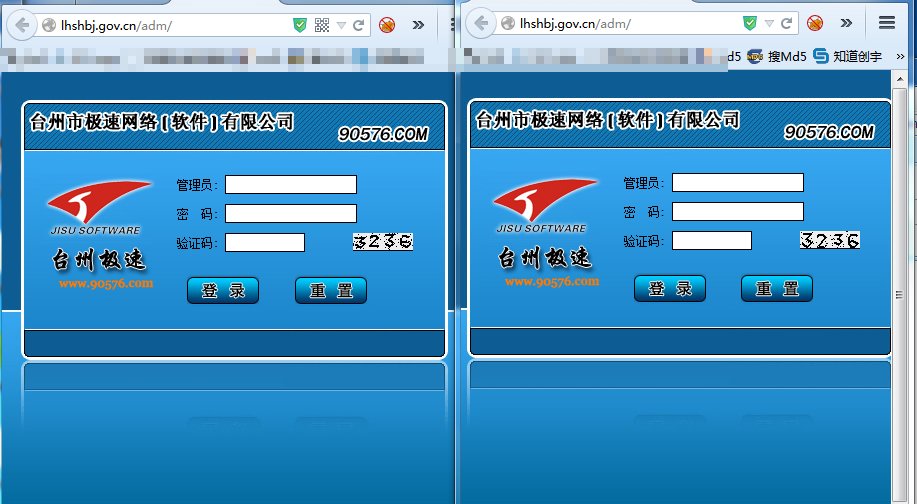 lhshbj.gov.cn/adm/
台州市极速网络 [ 软件 ] 有限公司
90576.COM
管理员：
密 码：
验证码： 3236
JISU SOFTWARE
台州极速
www.90576.com
登 录 重 置
lhshbj.gov.cn/adm/
d5 搜Md5 知道创宇 »
台州市极速网络 [ 软件 ] 有限公司
90576.COM
管理员：
密 码：
验证码： 3236
JISU SOFTWARE
台州极速
www.90576.com
登 录 重 置